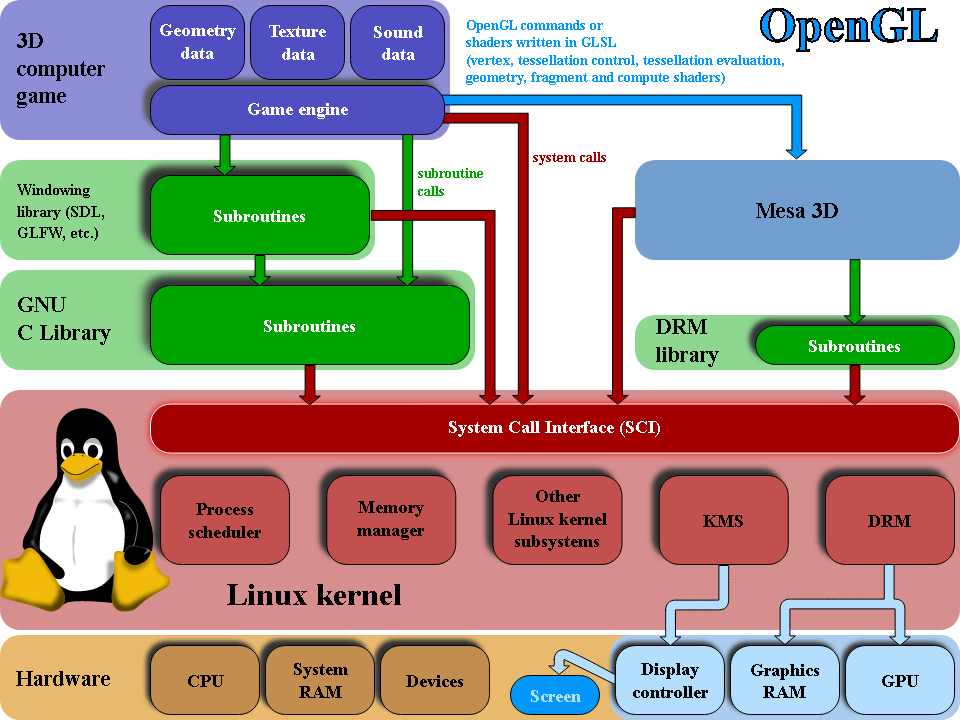 3D
computer
game
Geometry
data
Texture
data
Sound
data
Game engine
OpenGL commands or
shaders written in GLSL
(vertex, tessellation control, tessellation evaluation,
geometry, fragment and compute shaders)
OpenGL
system calls
subroutine
calls
Windowing
library (SDL,
GLFW, etc.)
Subroutines
Mesa 3D
GNU
C Library
Subroutines
DRM
library
Subroutines
System Call Interface (SCI)
Process
scheduler
Memory
manager
Other
Linux kernel
subsystems
KMS
DRM
Linux kernel
Hardware
CPU
System
RAM
Devices
Screen
Display
controller
Graphics
RAM
GPU